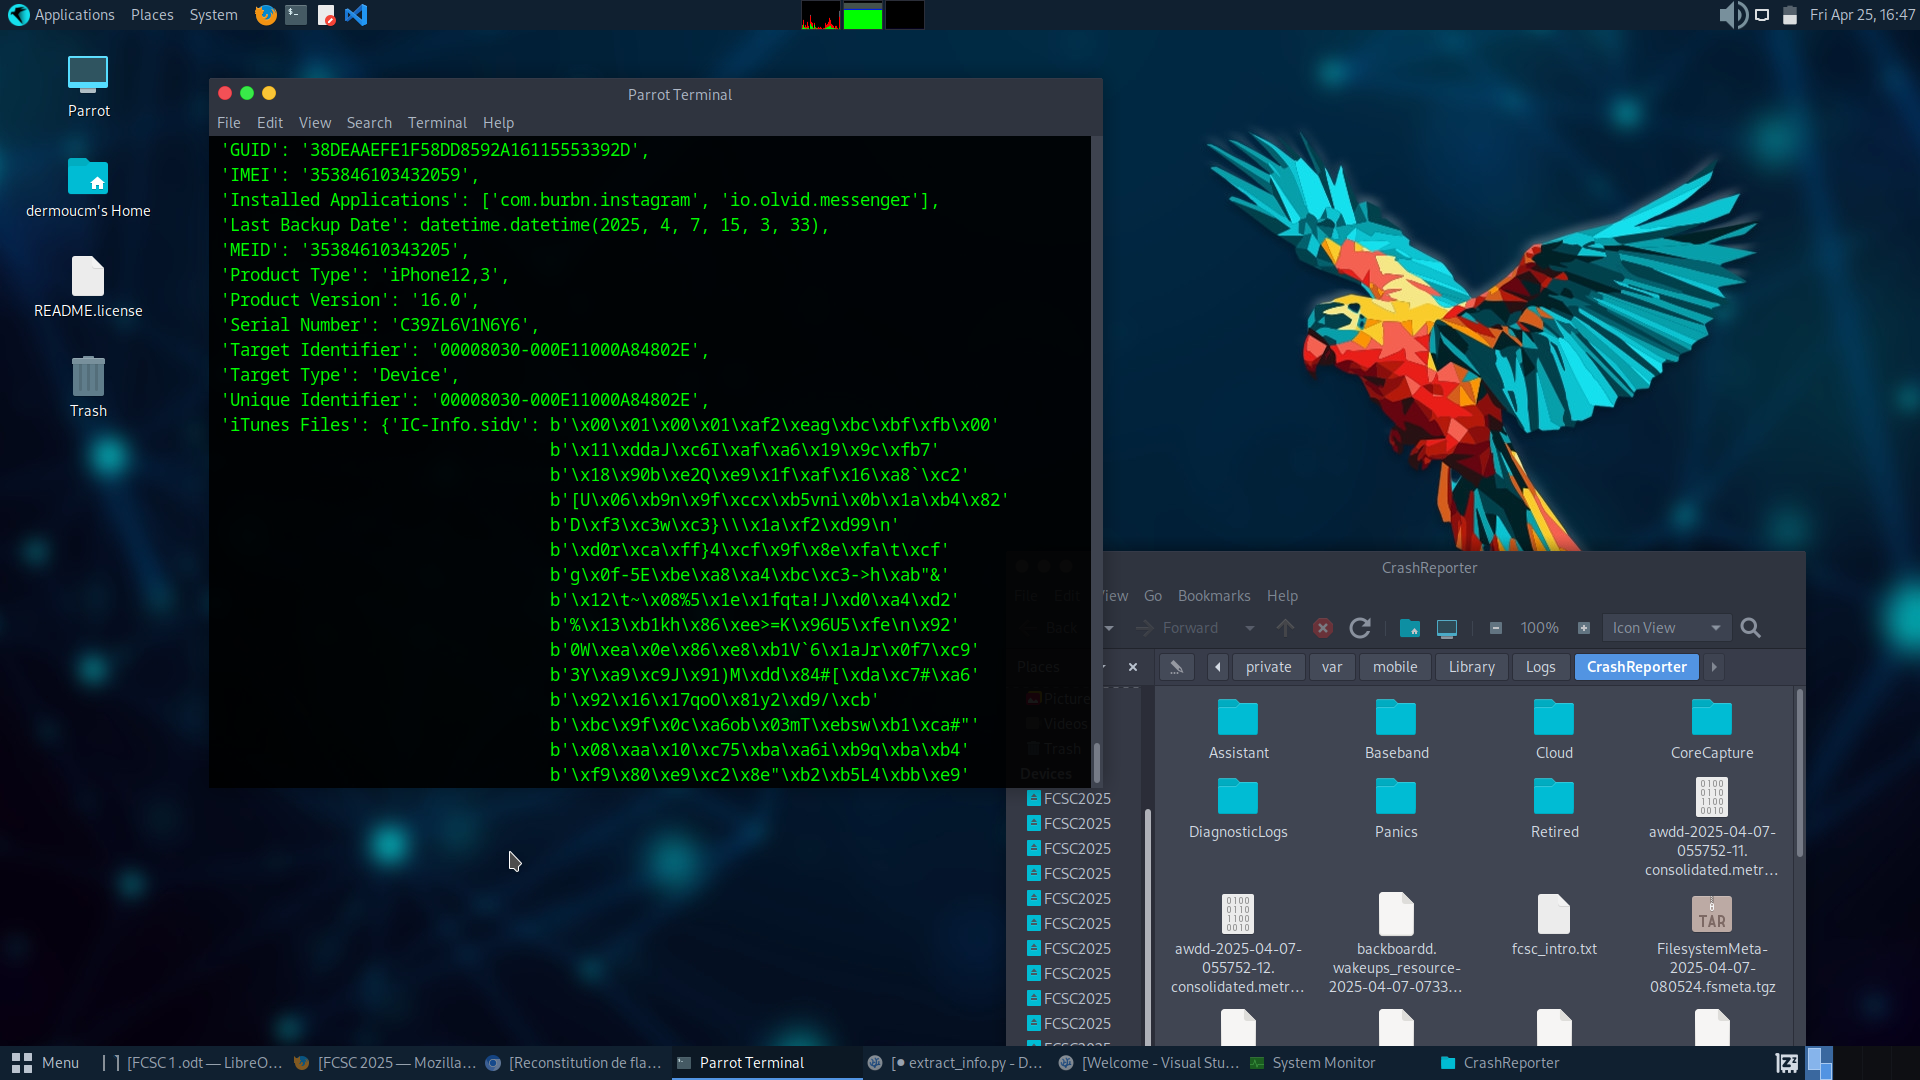 Applications Places System
Fri Apr 25, 16:47
Parrot
dermoucm's Home
README.license
Trash
Parrot Terminal
File Edit View Search Terminal Help
'GUID': '38DEAAEFE1F58DD8592A16115553392D',
'IMEI': '353846103432059',
'Installed Applications': ['com.burbn.instagram', 'io.olvid.messenger'],
'Last Backup Date': datetime.datetime(2025, 4, 7, 15, 3, 33),
'MEID': '35384610343205',
'Product Type': 'iPhone12,3',
'Product Version': '16.0',
'Serial Number': 'C39ZL6V1N6Y6',
'Target Identifier': '00008030-000E11000A84802E',
'Target Type': 'Device',
'Unique Identifier': '00008030-000E11000A84802E',
'iTunes Files': {'IC-Info.sidv': b'\x00\x01\x00\x01\xaf2\xeag\xbc\xbf\xfb\x00'
b'\x11\xddaJ\xc6I\xaf\xa6\x19\x9c\xfb7'
b'\x18\x90b\xe2Q\xe9\x1f\xaf\x16\xa8`\xc2'
b'[U\x06\xb9n\x9f\xccx\xb5vni\x0b\x1a\xb4\x82'
b'D\xf3\xc3w\xc3}\\\x1a\xf2\xd99\n'
b'\xd0r\xca\xff}4\xcf\x9f\x8e\xfa\t\xcf'
b'g\x0f-5E\xbe\xa8\xa4\xbc\xc3->h\xab"&'
b'\x12\t~\x08%5\x1e\x1fqta!J\xd0\xa4\xd2'
b'%\x13\xb1kh\x86\xee>=K\x96U5\xfe\n\x92'
b'0W\xea\x0e\x86\xe8\xb1V`6\x1aJr\x0f7\xc9'
b'3Y\xa9\xc9J\x91)M\xdd\x84#[\xda\xc7#\xa6'
b'\x92\x16\x17qoO\x81y2\xd9/\xcb'
b'\xbc\x9f\x0c\xa6ob\x03mT\xebsw\xb1\xca#"'
b'\x08\xaa\x10\xc75\xba\xa6i\xb9q\xba\xb4'
b'\xf9\x80\xe9\xc2\x8e"\xb2\xb5L4\xbb\xe9'
CrashReporter
File Edit View Go Bookmarks Help
Back Forward 100% Icon View
Places private var mobile Library Logs CrashReporter
Picture
Videos
Trash
Devices
FCSC2025
FCSC2025
FCSC2025
FCSC2025
FCSC2025
FCSC2025
FCSC2025
FCSC2025
FCSC2025
FCSC2025
Assistant
Baseband
Cloud
CoreCapture
DiagnosticLogs
Panics
Retired
awdd-2025-04-07-
055752-11.
consolidated.metr...
awdd-2025-04-07-
055752-12.
consolidated.metr...
backboardd.
wakeups_resource-
2025-04-07-0733...
fcsc_intro.txt
TAR
FilesystemMeta-
2025-04-07-
080524.fsmeta.tgz
Menu [FCSC 1 .odt — LibreO... [FCSC 2025 — Mozilla... [Reconstitution de fla... Parrot Terminal [● extract_info.py - D... [Welcome - Visual Stu... System Monitor CrashReporter